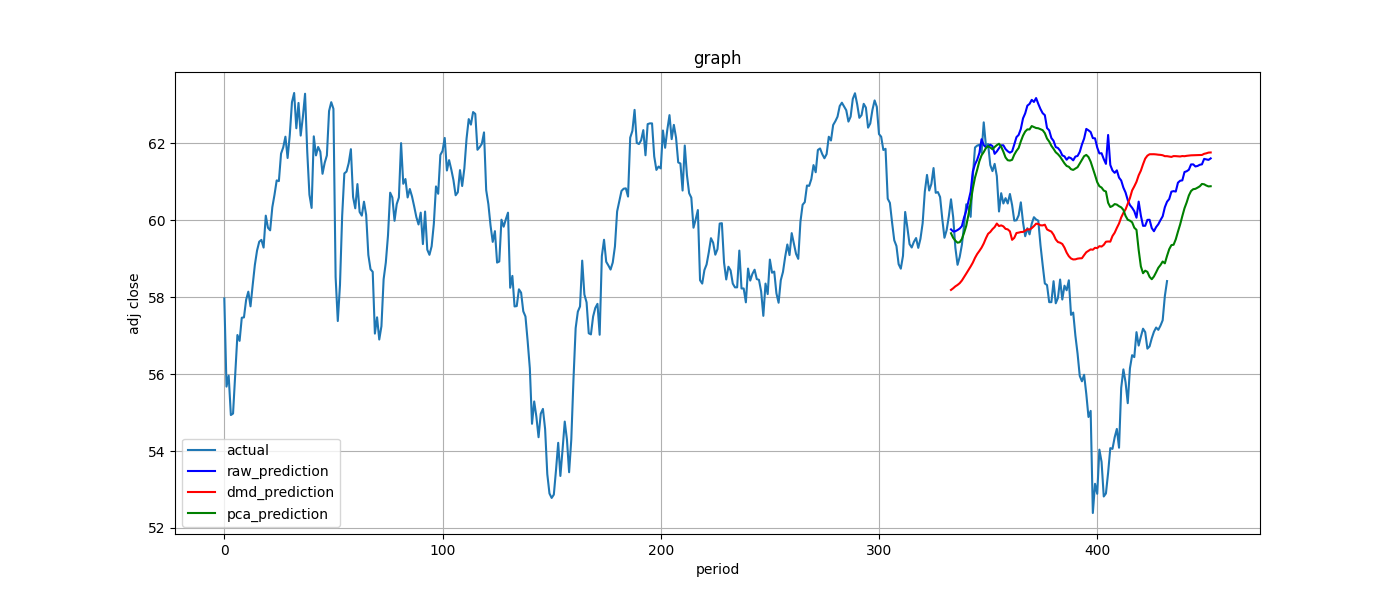 graph
62
60
58
56
54
52
adj close
actual
raw_prediction
dmd_prediction
pca_prediction
0 100 200 300 400
period